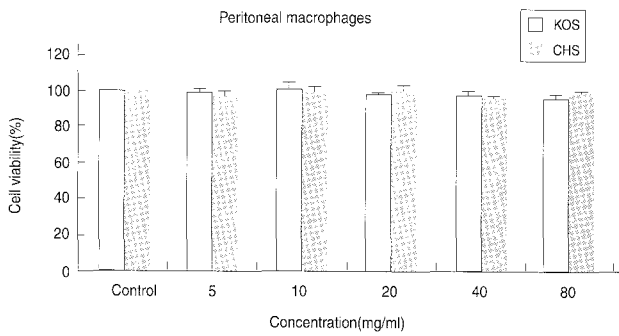 Peritoneal macrophages
KOS
CHS
Cell viability(%)
120
100
80
60
40
20
0
Control 5 10 20 40 80
Concentration(mg/ml)